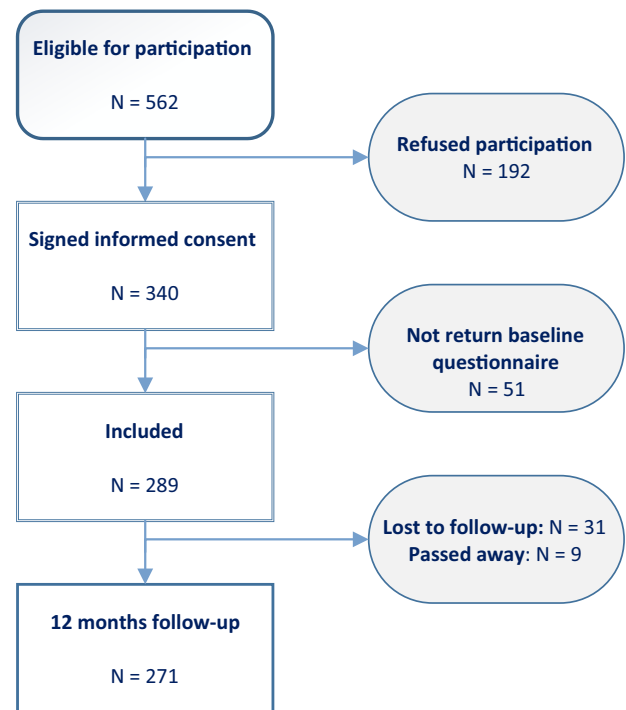 Eligible for participation
N = 562
Refused participation
N = 192
Signed informed consent
N = 340
Not return baseline
questionnaire
N = 51
Included
N = 289
Lost to follow-up: N = 31
Passed away: N = 9
12 months follow-up
N = 271